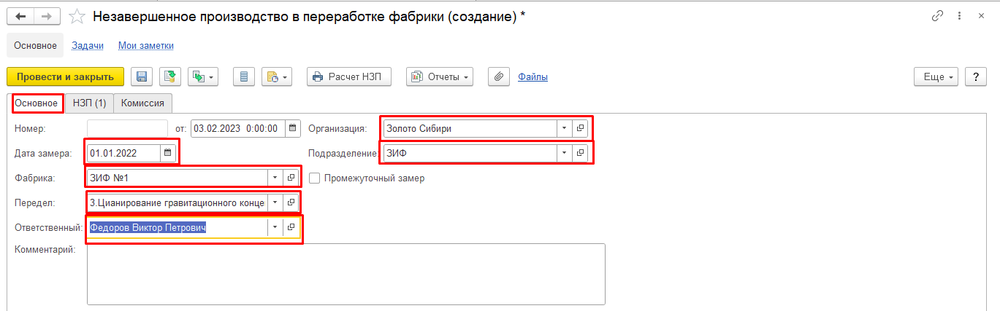 Незавершенное производство в переработке фабрики (создание) *
Основное Задачи Мои заметки
Провести и закрыть Расчет НЗП Отчеты Файлы Еще ?
Основное НЗП (1) Комиссия
Номер: от: 03.02.2023 0:00:00 Организация: Золото Сибири
Дата замера: 01.01.2022 Подразделение: ЗИФ
Фабрика: ЗИФ №1 Промежуточный замер
Передел: 3.Цианирование гравитационного конце
Ответственный: Федоров Виктор Петрович
Комментарий: